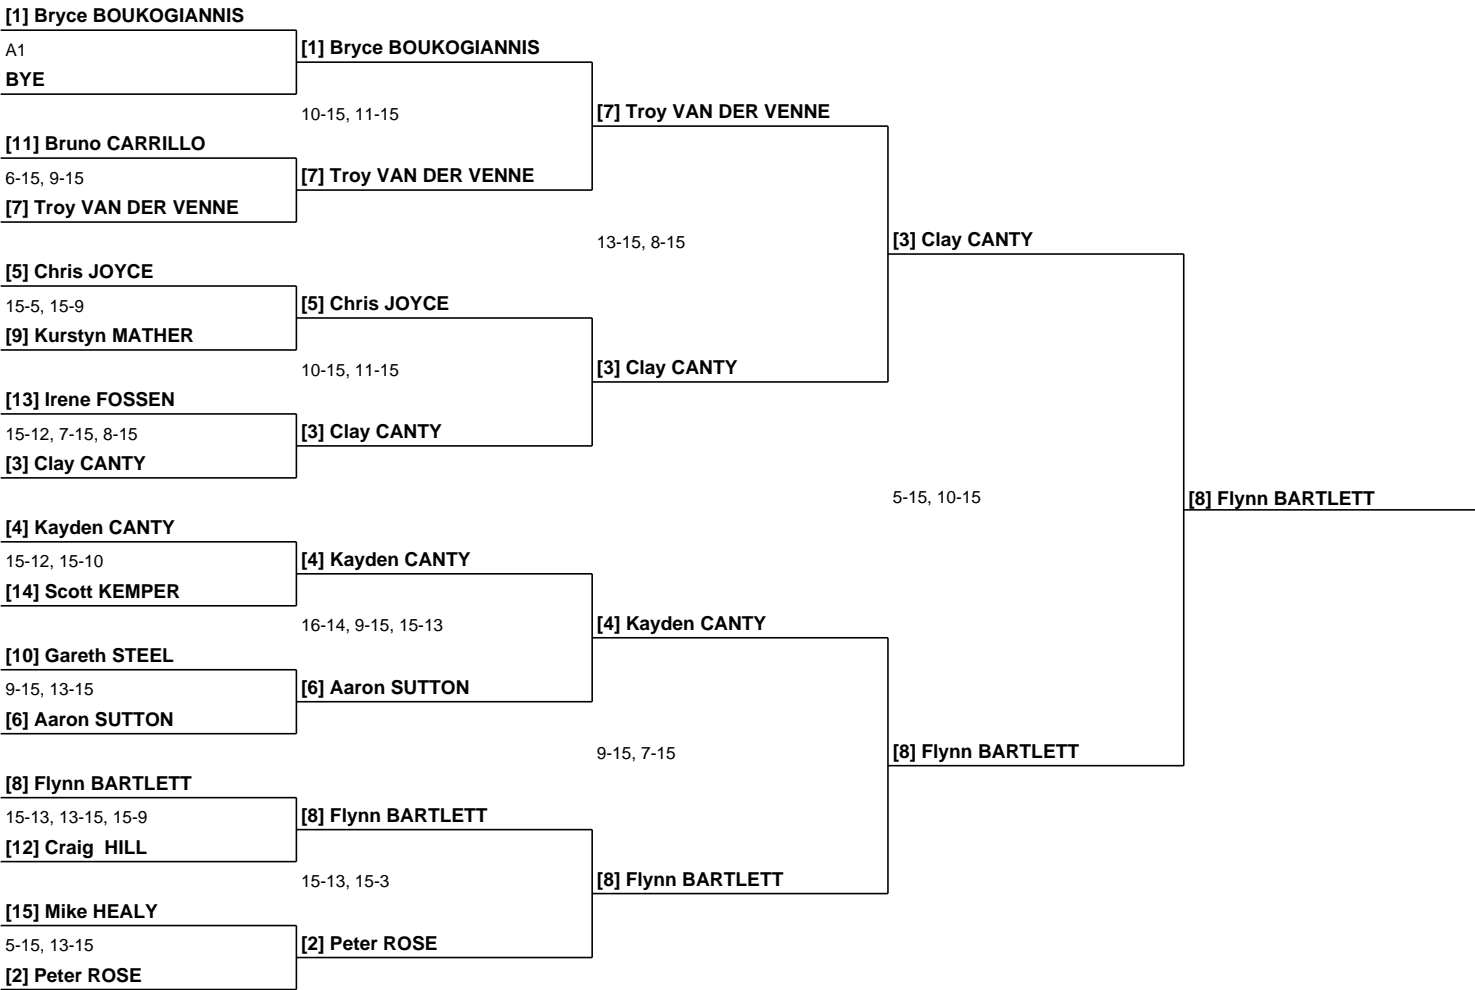 [1] Bryce BOUKOGIANNIS
A1
BYE
[11] Bruno CARRILLO
6-15, 9-15
[7] Troy VAN DER VENNE
[5] Chris JOYCE
15-5, 15-9
[9] Kurstyn MATHER
[13] Irene FOSSEN
15-12, 7-15, 8-15
[3] Clay CANTY
[4] Kayden CANTY
15-12, 15-10
[14] Scott KEMPER
[10] Gareth STEEL
9-15, 13-15
[6] Aaron SUTTON
[8] Flynn BARTLETT
15-13, 13-15, 15-9
[12] Craig  HILL
[15] Mike HEALY
5-15, 13-15
[2] Peter ROSE
[1] Bryce BOUKOGIANNIS
10-15, 11-15
[7] Troy VAN DER VENNE
[5] Chris JOYCE
10-15, 11-15
[3] Clay CANTY
[4] Kayden CANTY
16-14, 9-15, 15-13
[6] Aaron SUTTON
[8] Flynn BARTLETT
15-13, 15-3
[2] Peter ROSE
[7] Troy VAN DER VENNE
13-15, 8-15
[3] Clay CANTY
[4] Kayden CANTY
9-15, 7-15
[8] Flynn BARTLETT
[3] Clay CANTY
5-15, 10-15
[8] Flynn BARTLETT
[8] Flynn BARTLETT